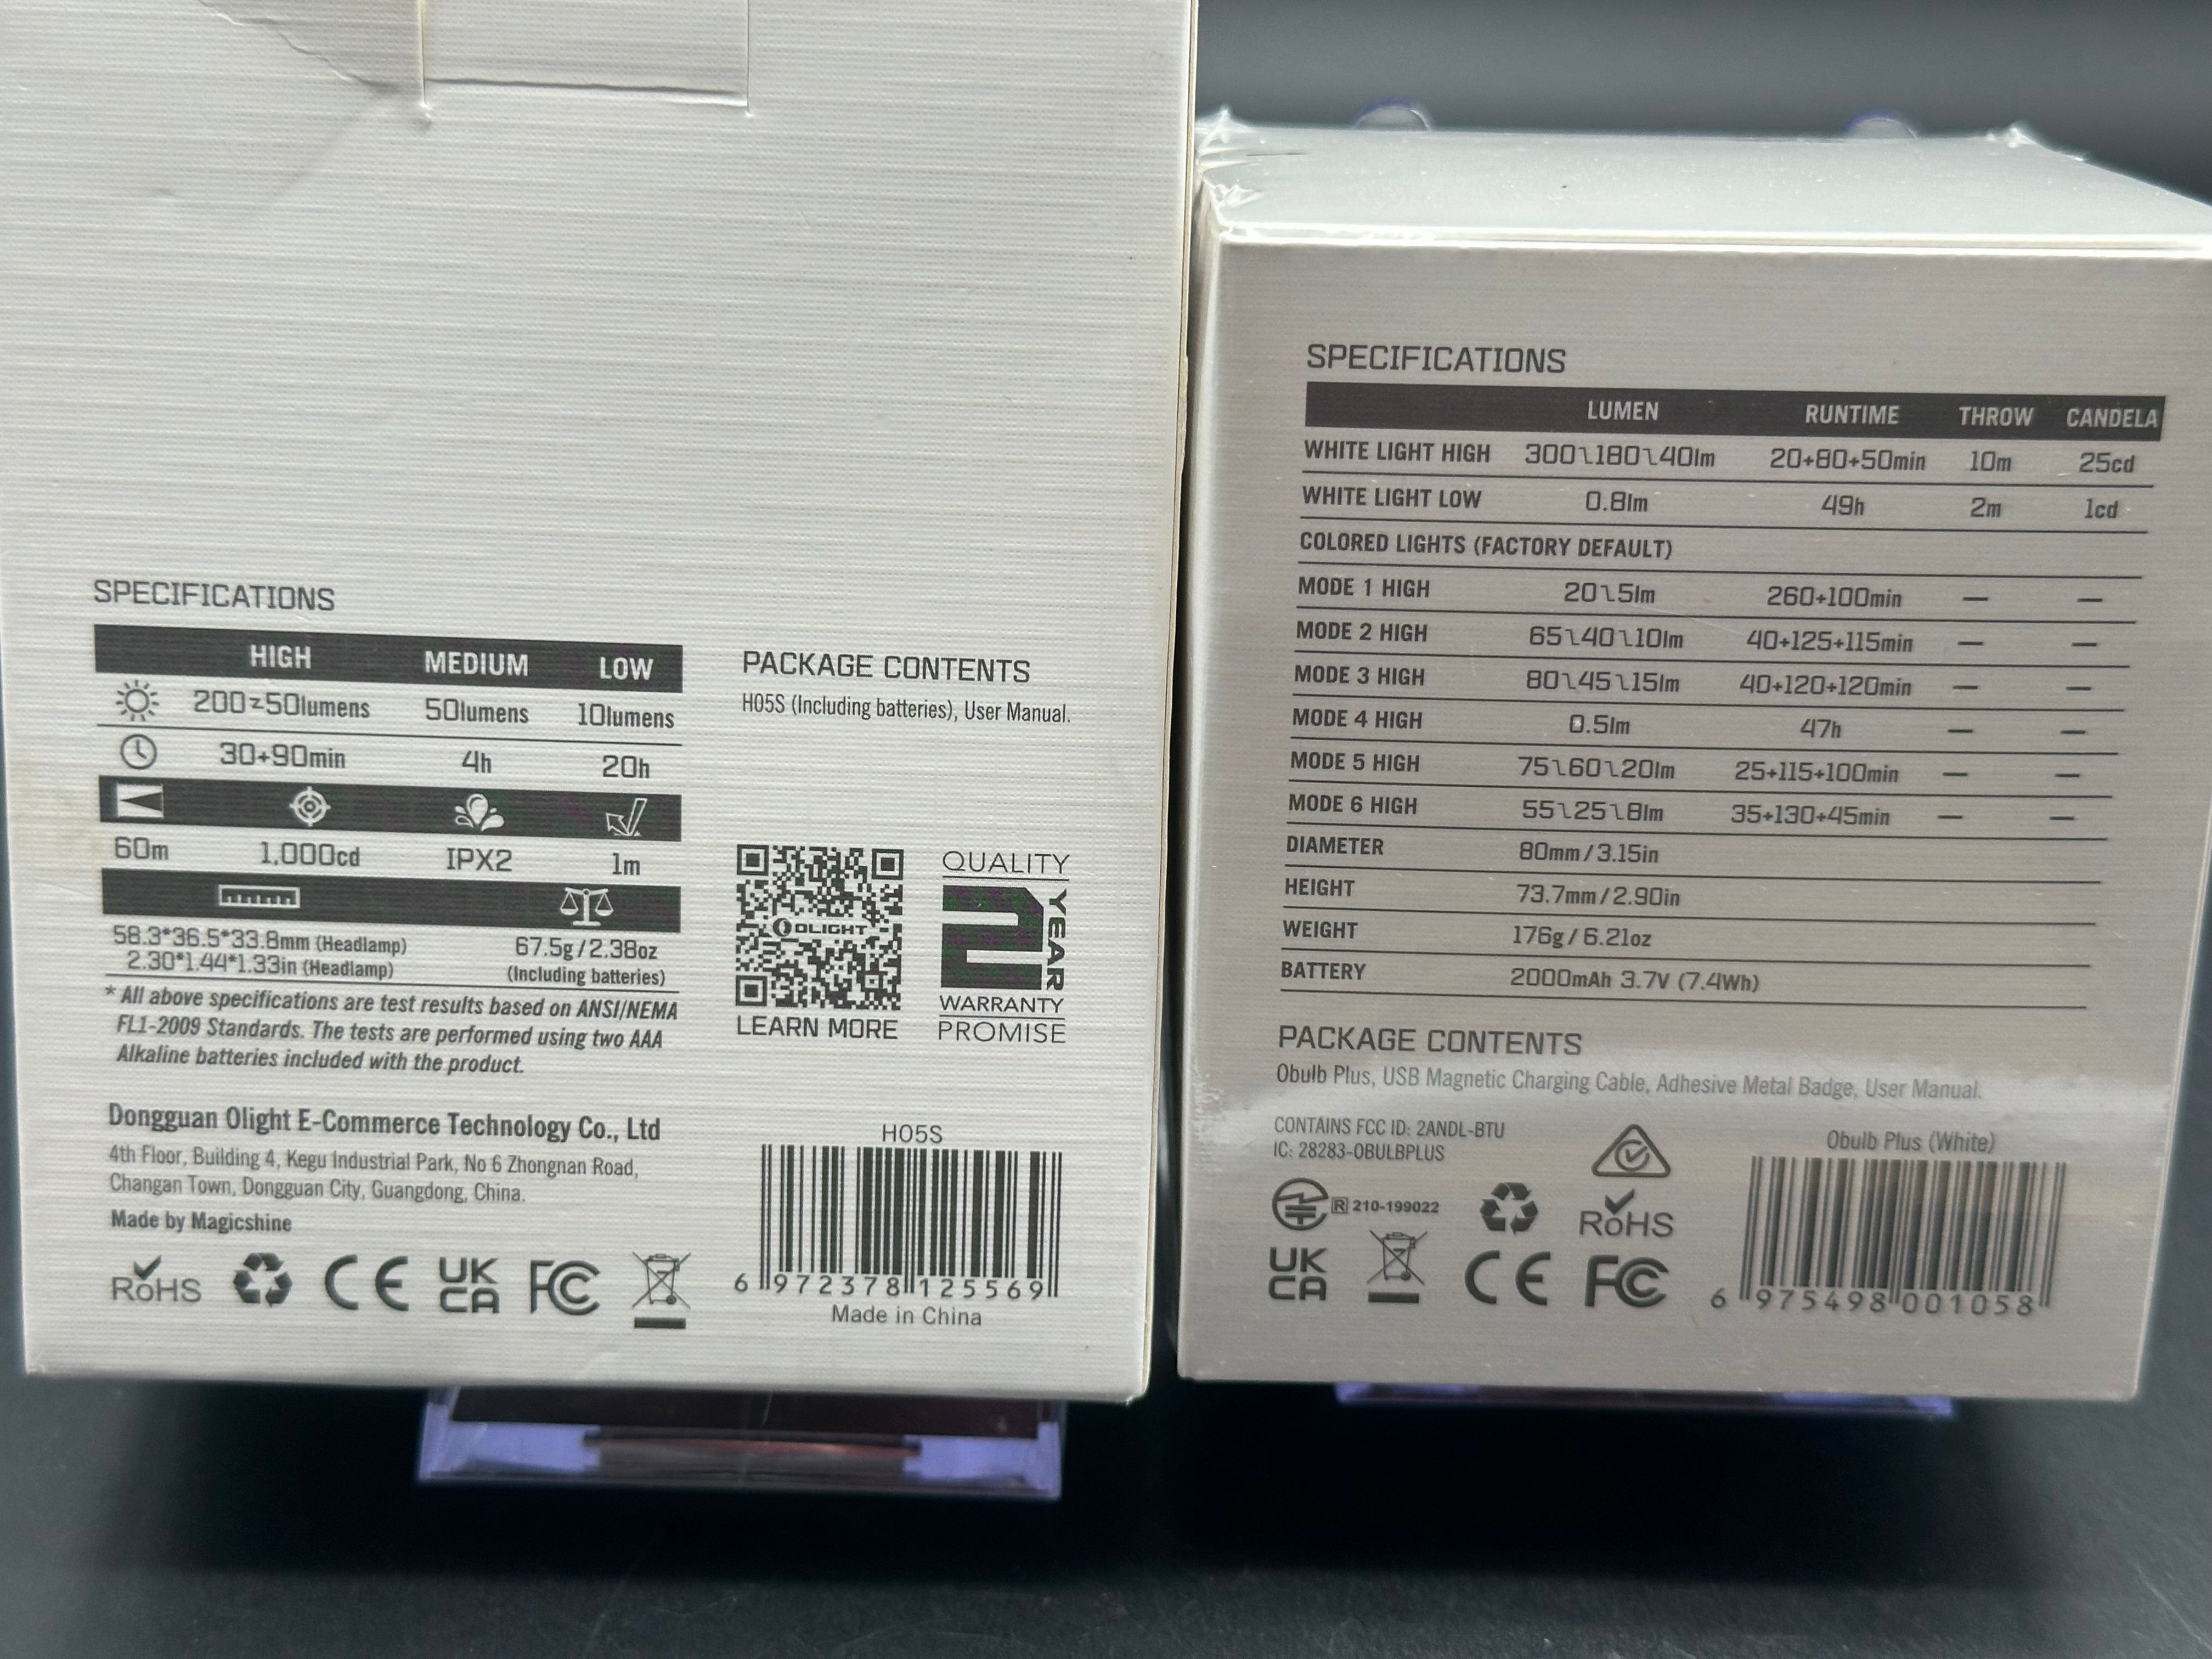 SPECIFICATIONS
HIGH MEDIUM LOW
200~50lumens 50lumens 10lumens
30+90min 4h 20h
60m 1,000cd IPX2 1m
58.3*36.5*33.8mm (Headlamp)
2.30*1.44*1.33in (Headlamp)
67.5g/2.38oz
(Including batteries)
* All above specifications are test results based on ANSI/NEMA
FL1-2009 Standards. The tests are performed using two AAA
Alkaline batteries included with the product.
Dongguan Olight E-Commerce Technology Co., Ltd
4th Floor, Building 4, Kegu Industrial Park, No 6 Zhongnan Road,
Changan Town, Dongguan City, Guangdong, China.
Made by Magicshine
RoHS CE UK CA FC
PACKAGE CONTENTS
H05S (Including batteries), User Manual.
OLIGHT
LEARN MORE
QUALITY
2 YEAR
WARRANTY
PROMISE
H05S
6 972378 125569
Made in China
SPECIFICATIONS
LUMEN RUNTIME THROW CANDELA
WHITE LIGHT HIGH 300~180~40lm 20+80+50min 10m 25cd
WHITE LIGHT LOW 0.8lm 49h 2m 1cd
COLORED LIGHTS (FACTORY DEFAULT)
MODE 1 HIGH 20~5lm 260+100min — —
MODE 2 HIGH 65~40~10lm 40+125+115min — —
MODE 3 HIGH 80~45~15lm 40+120+120min — —
MODE 4 HIGH 0.5lm 47h — —
MODE 5 HIGH 75~60~20lm 25+115+100min — —
MODE 6 HIGH 55~25~8lm 35+130+45min — —
DIAMETER 80mm/3.15in
HEIGHT 73.7mm/2.90in
WEIGHT 176g/6.21oz
BATTERY 2000mAh 3.7V (7.4Wh)
PACKAGE CONTENTS
Obulb Plus, USB Magnetic Charging Cable, Adhesive Metal Badge, User Manual.
CONTAINS FCC ID: 2ANDL-BTU
IC: 28283-OBULBPLUS
R 210-199022
RoHS
UK CA CE FC
Obulb Plus (White)
6 975498 001058